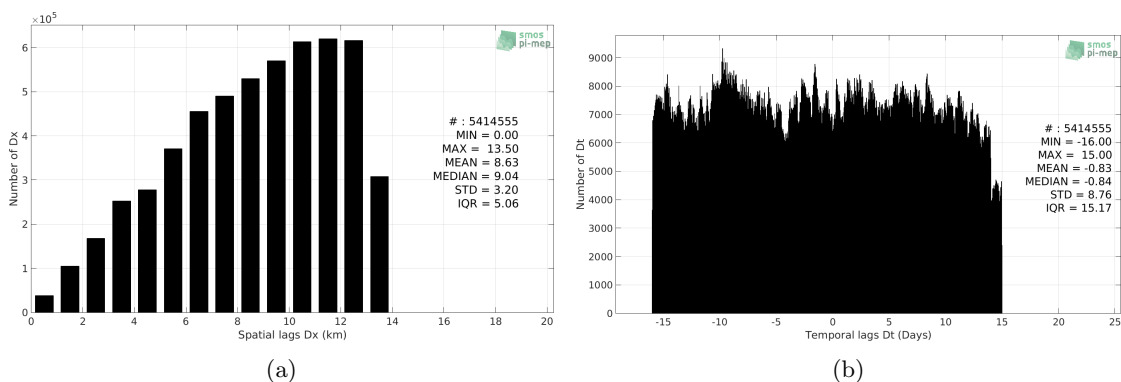 ×10⁵
6
5
4
3
2
1
0
Number of Dx
0 2 4 6 8 10 12 14 16 18 20
Spatial lags Dx (km)
smos
pi-mep
# : 5414555
MIN = 0.00
MAX = 13.50
MEAN = 8.63
MEDIAN = 9.04
STD = 3.20
IQR = 5.06
(a)
9000
8000
7000
6000
5000
4000
3000
2000
1000
0
Number of Dt
-15 -10 -5 0 5 10 15 20 25
Temporal lags Dt (Days)
smos
pi-mep
# : 5414555
MIN = -16.00
MAX = 15.00
MEAN = -0.83
MEDIAN = -0.84
STD = 8.76
IQR = 15.17
(b)